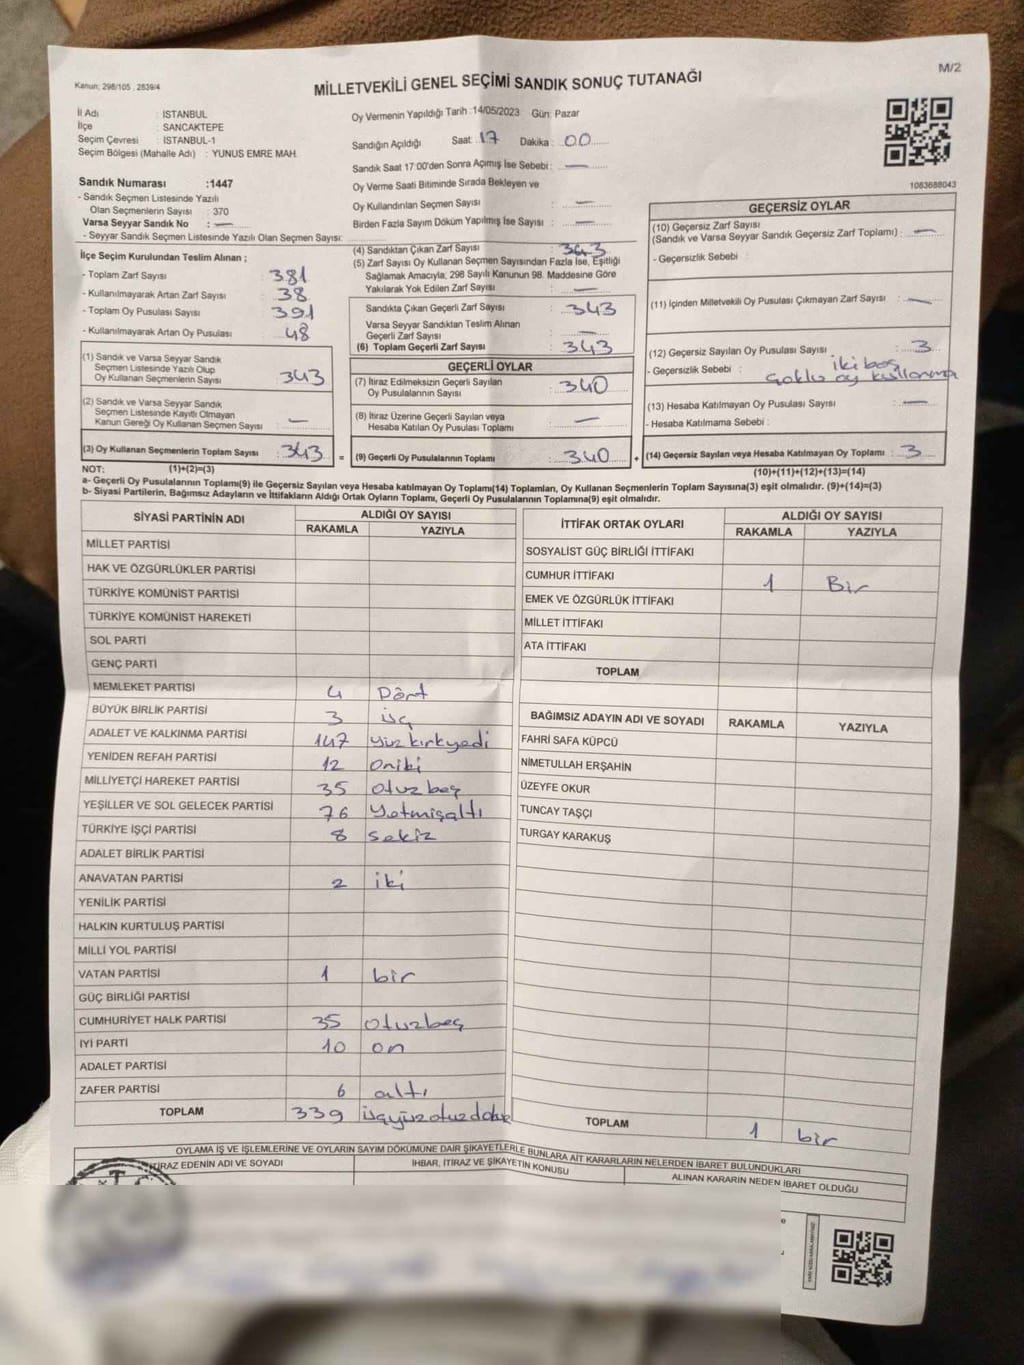 M/2
Kanun: 298/105 , 2839/4
MİLLETVEKİLİ GENEL SEÇİMİ SANDIK SONUÇ TUTANAĞI
İl Adı : İSTANBUL
İlçe : SANCAKTEPE
Seçim Çevresi : İSTANBUL-1
Seçim Bölgesi (Mahalle Adı) : YUNUS EMRE MAH.
Sandık Numarası :1447
- Sandık Seçmen Listesinde Yazılı
Olan Seçmenlerin Sayısı : 370
Varsa Seyyar Sandık No : —
- Seyyar Sandık Seçmen Listesinde Yazılı Olan Seçmen Sayısı:
İlçe Seçim Kurulundan Teslim Alınan ;
- Toplam Zarf Sayısı : 381
- Kullanılmayarak Artan Zarf Sayısı : 38
- Toplam Oy Pusulası Sayısı : 391
- Kullanılmayarak Artan Oy Pusulası : 48
(1) Sandık ve Varsa Seyyar Sandık
Seçmen Listesinde Yazılı Olup
Oy Kullanan Seçmenlerin Sayısı : 343
(2) Sandık ve Varsa Seyyar Sandık
Seçmen Listesinde Kayıtlı Olmayan
Kanun Gereği Oy Kullanan Seçmen Sayısı : —
(3) Oy Kullanan Seçmenlerin Toplam Sayısı : 343 =
Oy Vermenin Yapıldığı Tarih :14/05/2023 Gün: Pazar
Sandığın Açıldığı Saat: 17 Dakika : 00
Sandık Saat 17:00'den Sonra Açımış İse Sebebi : —
Oy Verme Saati Bitiminde Sırada Bekleyen ve
Oy Kullandırılan Seçmen Sayısı : —
Birden Fazla Sayım Döküm Yapılmış İse Sayısı : —
(4) Sandıktan Çıkan Zarf Sayısı : 343
(5) Zarf Sayısı Oy Kullanan Seçmen Sayısından Fazla İse, Eşitliği
Sağlamak Amacıyla, 298 Sayılı Kanunun 98. Maddesine Göre
Yakılarak Yok Edilen Zarf Sayısı : —
Sandıkta Çıkan Geçerli Zarf Sayısı : 343
Varsa Seyyar Sandıktan Teslim Alınan
Geçerli Zarf Sayısı : —
(6) Toplam Geçerli Zarf Sayısı : 343
GEÇERLİ OYLAR
(7) İtiraz Edilmeksizin Geçerli Sayılan
Oy Pusulalarının Sayısı : 340
(8) İtiraz Üzerine Geçerli Sayılan veya
Hesaba Katılan Oy Pusulası Toplamı : —
(9) Geçerli Oy Pusulalarının Toplamı : 340 +
1083688043
GEÇERSİZ OYLAR
(10) Geçersiz Zarf Sayısı
(Sandık ve Varsa Seyyar Sandık Geçersiz Zarf Toplamı) : —
- Geçersizlik Sebebi :
(11) İçinden Milletvekili Oy Pusulası Çıkmayan Zarf Sayısı : —
(12) Geçersiz Sayılan Oy Pusulası Sayısı : 3
- Geçersizlik Sebebi : iki boş
çoklu oy kullanma
(13) Hesaba Katılmayan Oy Pusulası Sayısı : —
- Hesaba Katılmama Sebebi :
(14) Geçersiz Sayılan veya Hesaba Katılmayan Oy Toplamı : 3
NOT: (1)+(2)=(3) (10)+(11)+(12)+(13)=(14)
a- Geçerli Oy Pusulalarının Toplamı(9) ile Geçersiz Sayılan veya Hesaba katılmayan Oy Toplamı(14) Toplamları, Oy Kullanan Seçmenlerin Toplam Sayısına(3) eşit olmalıdır. (9)+(14)=(3)
b- Siyasi Partilerin, Bağımsız Adayların ve İttifakların Aldığı Ortak Oyların Toplamı, Geçerli Oy Pusulalarının Toplamına(9) eşit olmalıdır.
SİYASİ PARTİNİN ADI ALDIĞI OY SAYISI
RAKAMLA YAZIYLA
MİLLET PARTİSİ
HAK VE ÖZGÜRLÜKLER PARTİSİ
TÜRKİYE KOMÜNİST PARTİSİ
TÜRKİYE KOMÜNİST HAREKETİ
SOL PARTİ
GENÇ PARTİ
MEMLEKET PARTİSİ 4 Dört
BÜYÜK BİRLİK PARTİSİ 3 üç
ADALET VE KALKINMA PARTİSİ 147 yüzkırkyedi
YENİDEN REFAH PARTİSİ 12 oniki
MİLLİYETÇİ HAREKET PARTİSİ 35 otuzbeş
YEŞİLLER VE SOL GELECEK PARTİSİ 76 yetmişaltı
TÜRKİYE İŞÇİ PARTİSİ 8 sekiz
ADALET BİRLİK PARTİSİ
ANAVATAN PARTİSİ 2 iki
YENİLİK PARTİSİ
HALKIN KURTULUŞ PARTİSİ
MİLLİ YOL PARTİSİ
VATAN PARTİSİ 1 bir
GÜÇ BİRLİĞİ PARTİSİ
CUMHURİYET HALK PARTİSİ 35 otuzbeş
İYİ PARTİ 10 on
ADALET PARTİSİ
ZAFER PARTİSİ 6 altı
TOPLAM 339 üçyüzotuzdokuz
İTTİFAK ORTAK OYLARI ALDIĞI OY SAYISI
RAKAMLA YAZIYLA
SOSYALİST GÜÇ BİRLİĞİ İTTİFAKI
CUMHUR İTTİFAKI 1 Bir
EMEK VE ÖZGÜRLÜK İTTİFAKI
MİLLET İTTİFAKI
ATA İTTİFAKI
TOPLAM
BAĞIMSIZ ADAYIN ADI VE SOYADI RAKAMLA YAZIYLA
FAHRİ SAFA KÜPCÜ
NİMETULLAH ERŞAHİN
ÜZEYFE OKUR
TUNCAY TAŞÇI
TURGAY KARAKUŞ
TOPLAM 1 bir
OYLAMA İŞ VE İŞLEMLERİNE VE OYLARIN SAYIM DÖKÜMÜNE DAİR ŞİKAYETLERLE BUNLARA AİT KARARLARIN NELERDEN İBARET BULUNDUKLARI
İTİRAZ EDENİN ADI VE SOYADI İHBAR, İTİRAZ VE ŞİKAYETİN KONUSU ALINAN KARARIN NEDEN İBARET OLDUĞU